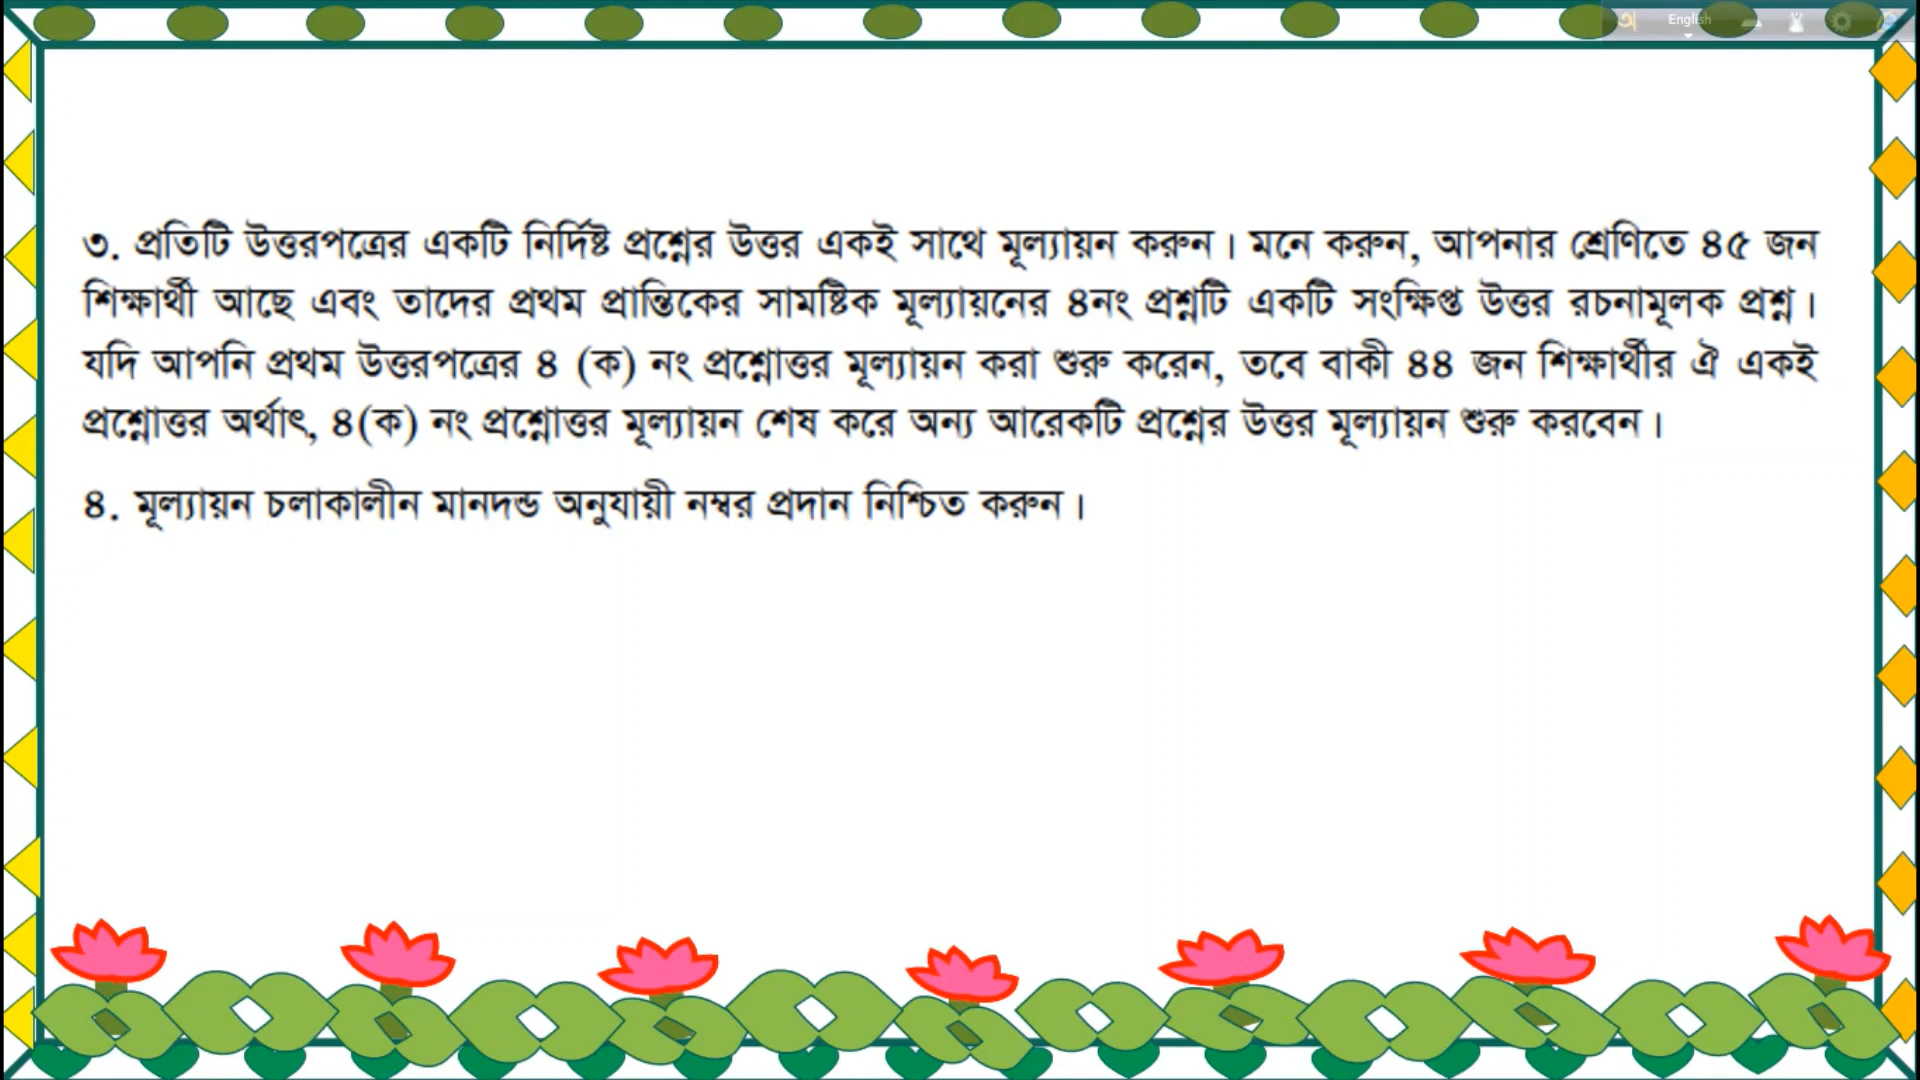 English
৩. প্রতিটি উত্তরপত্রের একটি নির্দিষ্ট প্রশ্নের উত্তর একই সাথে মূল্যায়ন করুন। মনে করুন, আপনার শ্রেণিতে ৪৫ জন
শিক্ষার্থী আছে এবং তাদের প্রথম প্রান্তিকের সামষ্টিক মূল্যায়নের ৪নং প্রশ্নটি একটি সংক্ষিপ্ত উত্তর রচনামূলক প্রশ্ন।
যদি আপনি প্রথম উত্তরপত্রের ৪ (ক) নং প্রশ্নোত্তর মূল্যায়ন করা শুরু করেন, তবে বাকী ৪৪ জন শিক্ষার্থীর ঐ একই
প্রশ্নোত্তর অর্থাৎ, ৪(ক) নং প্রশ্নোত্তর মূল্যায়ন শেষ করে অন্য আরেকটি প্রশ্নের উত্তর মূল্যায়ন শুরু করবেন।
৪. মূল্যায়ন চলাকালীন মানদন্ড অনুযায়ী নম্বর প্রদান নিশ্চিত করুন।